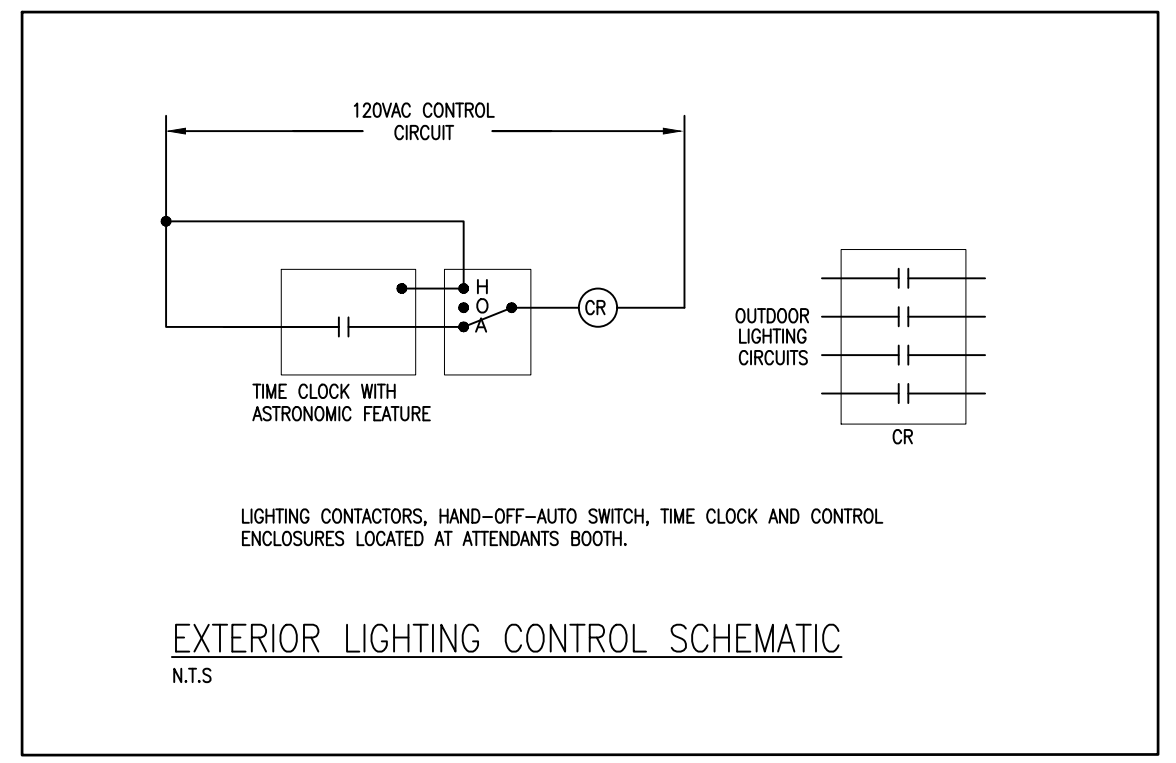 120VAC CONTROL
CIRCUIT
H
O
A
CR
TIME CLOCK WITH
ASTRONOMIC FEATURE
OUTDOOR
LIGHTING
CIRCUITS
CR
LIGHTING CONTACTORS, HAND-OFF-AUTO SWITCH, TIME CLOCK AND CONTROL
ENCLOSURES LOCATED AT ATTENDANTS BOOTH.
EXTERIOR LIGHTING CONTROL SCHEMATIC
N.T.S